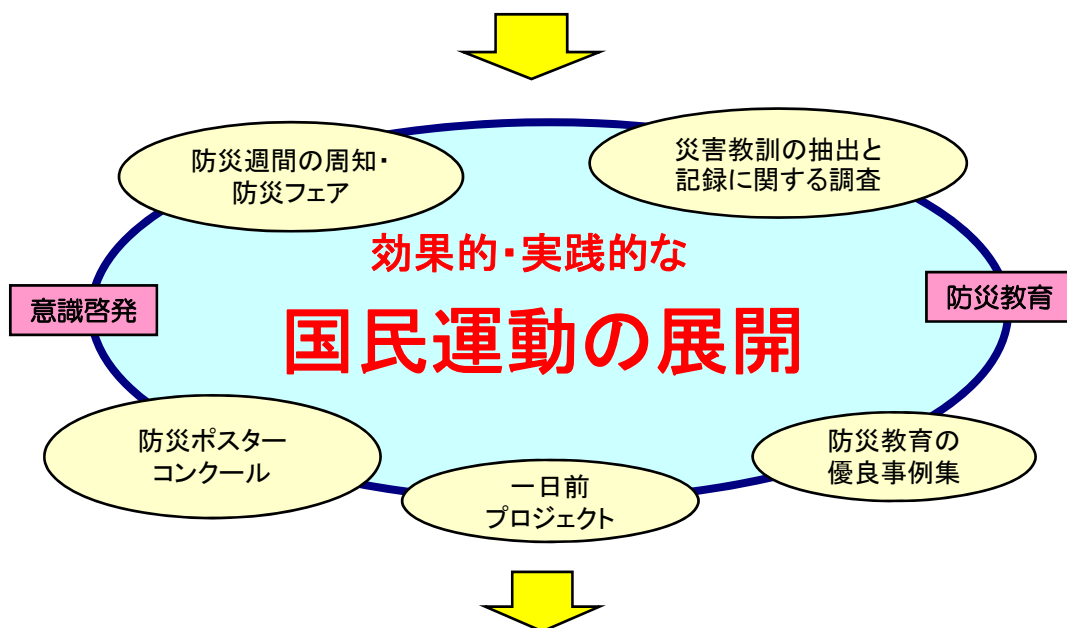 防災週間の周知・
防災フェア
災害教訓の抽出と
記録に関する調査
効果的・実践的な
国民運動の展開
意識啓発
防災教育
防災ポスター
コンクール
一日前
プロジェクト
防災教育の
優良事例集